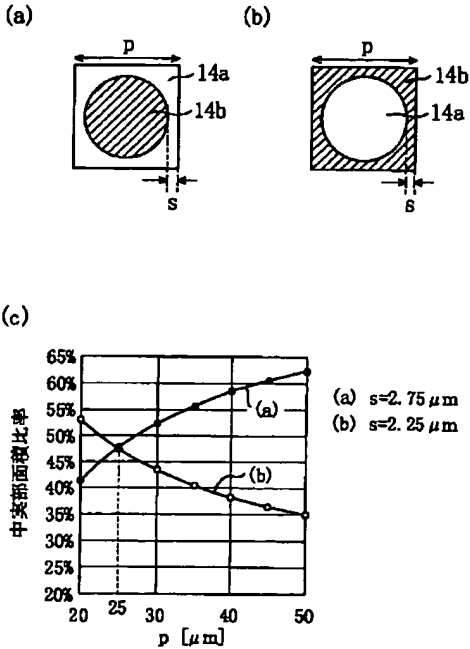 (a)
p
14a
14b
s
(b)
p
14b
14a
s
(c)
中実部面積比率
65%
60%
55%
50%
45%
40%
35%
30%
25%
20%
(a)
(b)
20
25
30
40
50
p [μm]
(a) s=2.75μm
(b) s=2.25μm